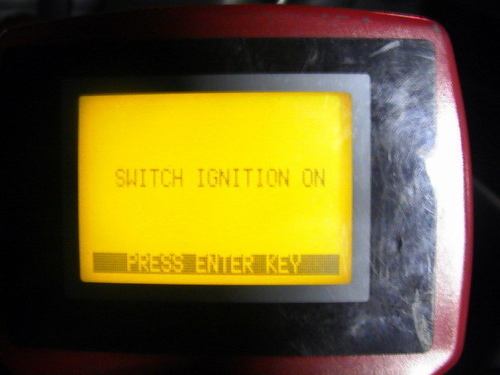 SWITCH IGNITION ON
PRESS ENTER KEY